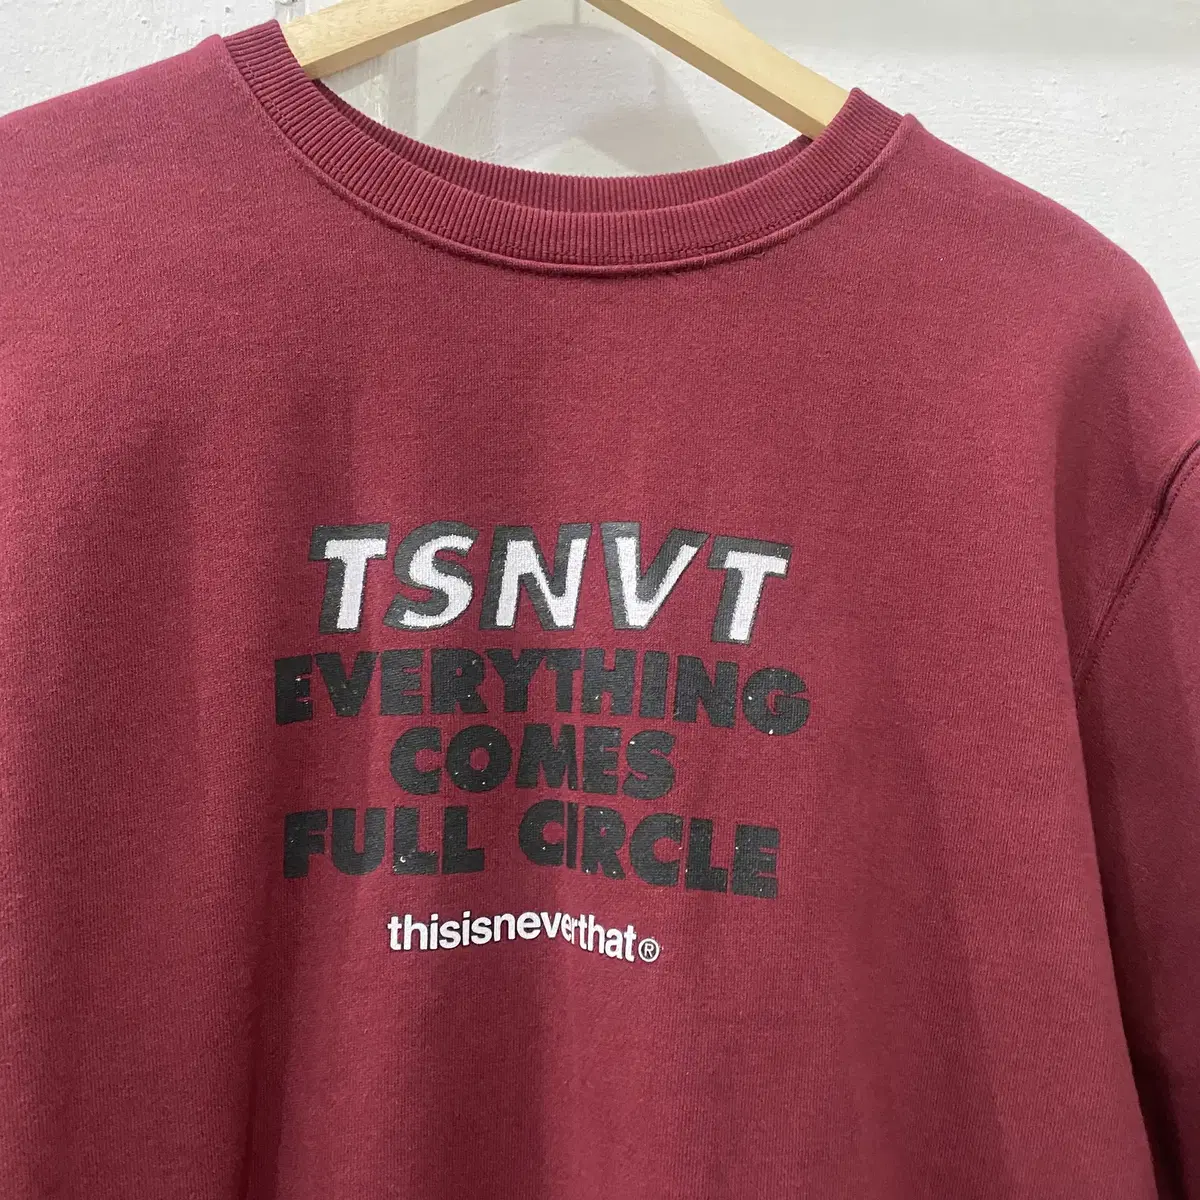 TSNVT
EVERYTHING
COMES
FULL CIRCLE
thisisneverthat®